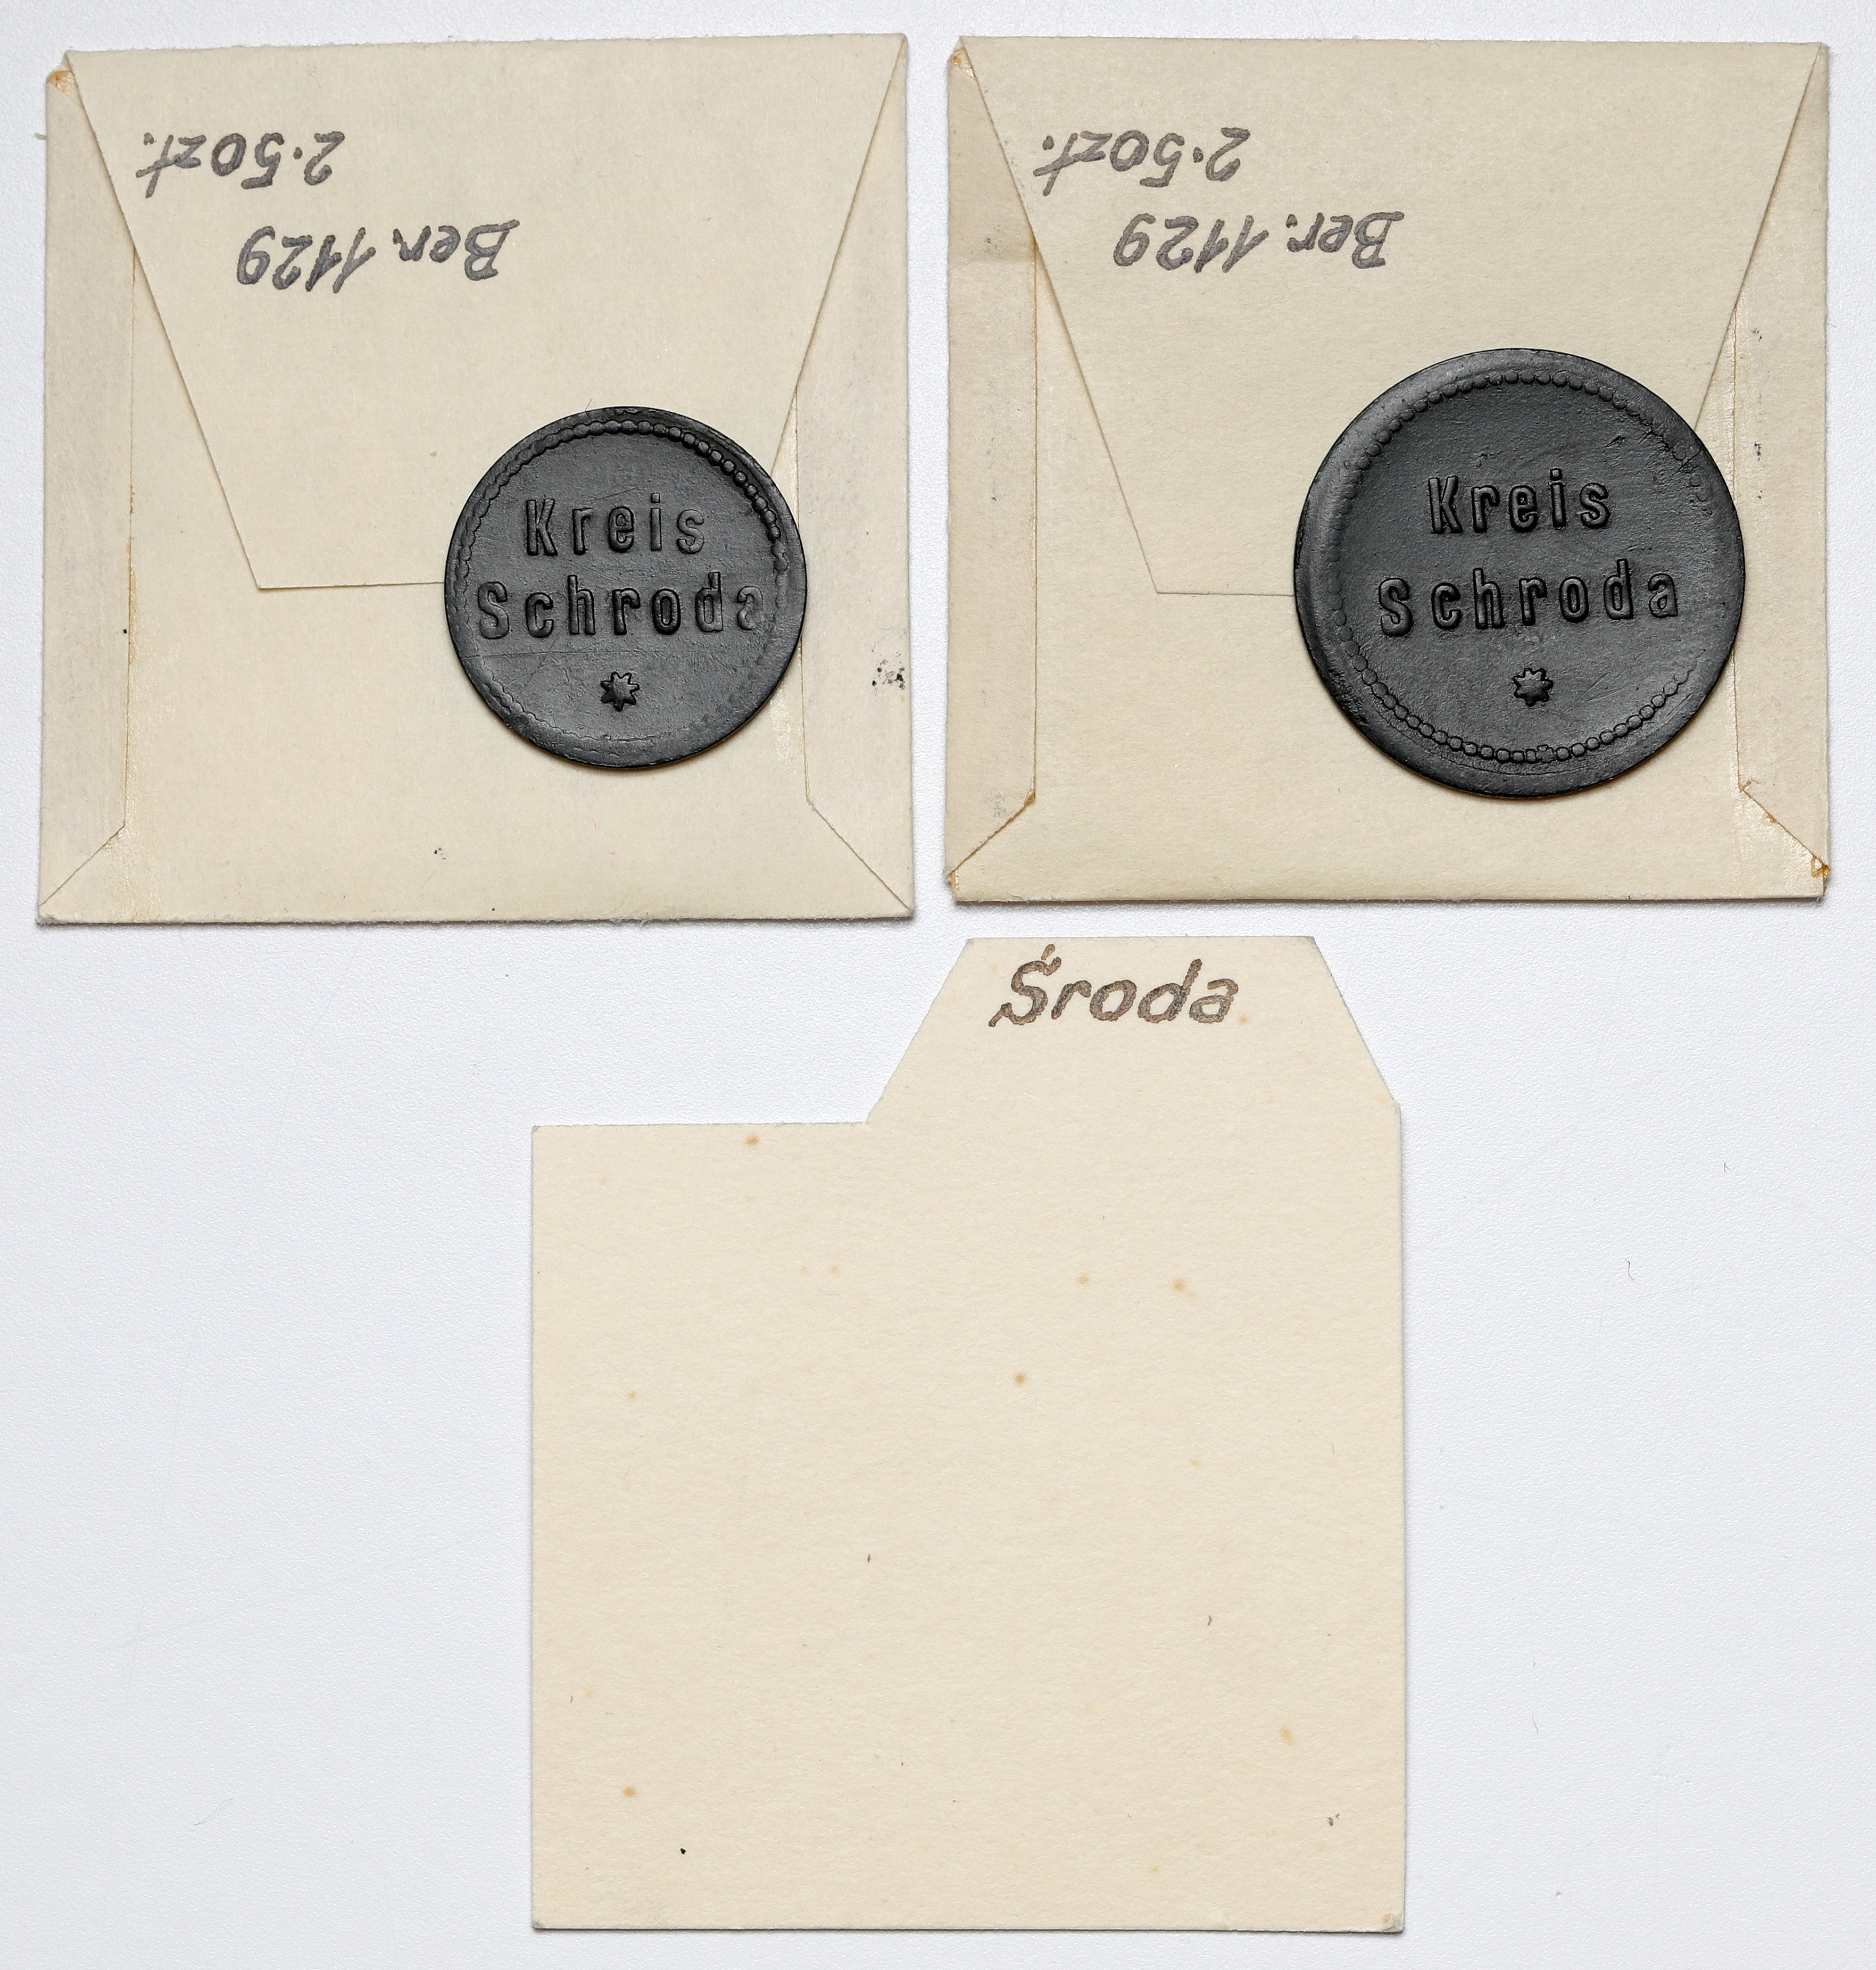 2.50zł.
Ber. 1129
Kreis
Schroda
2.50zł.
Ber. 1129
Kreis
Schroda
Środa